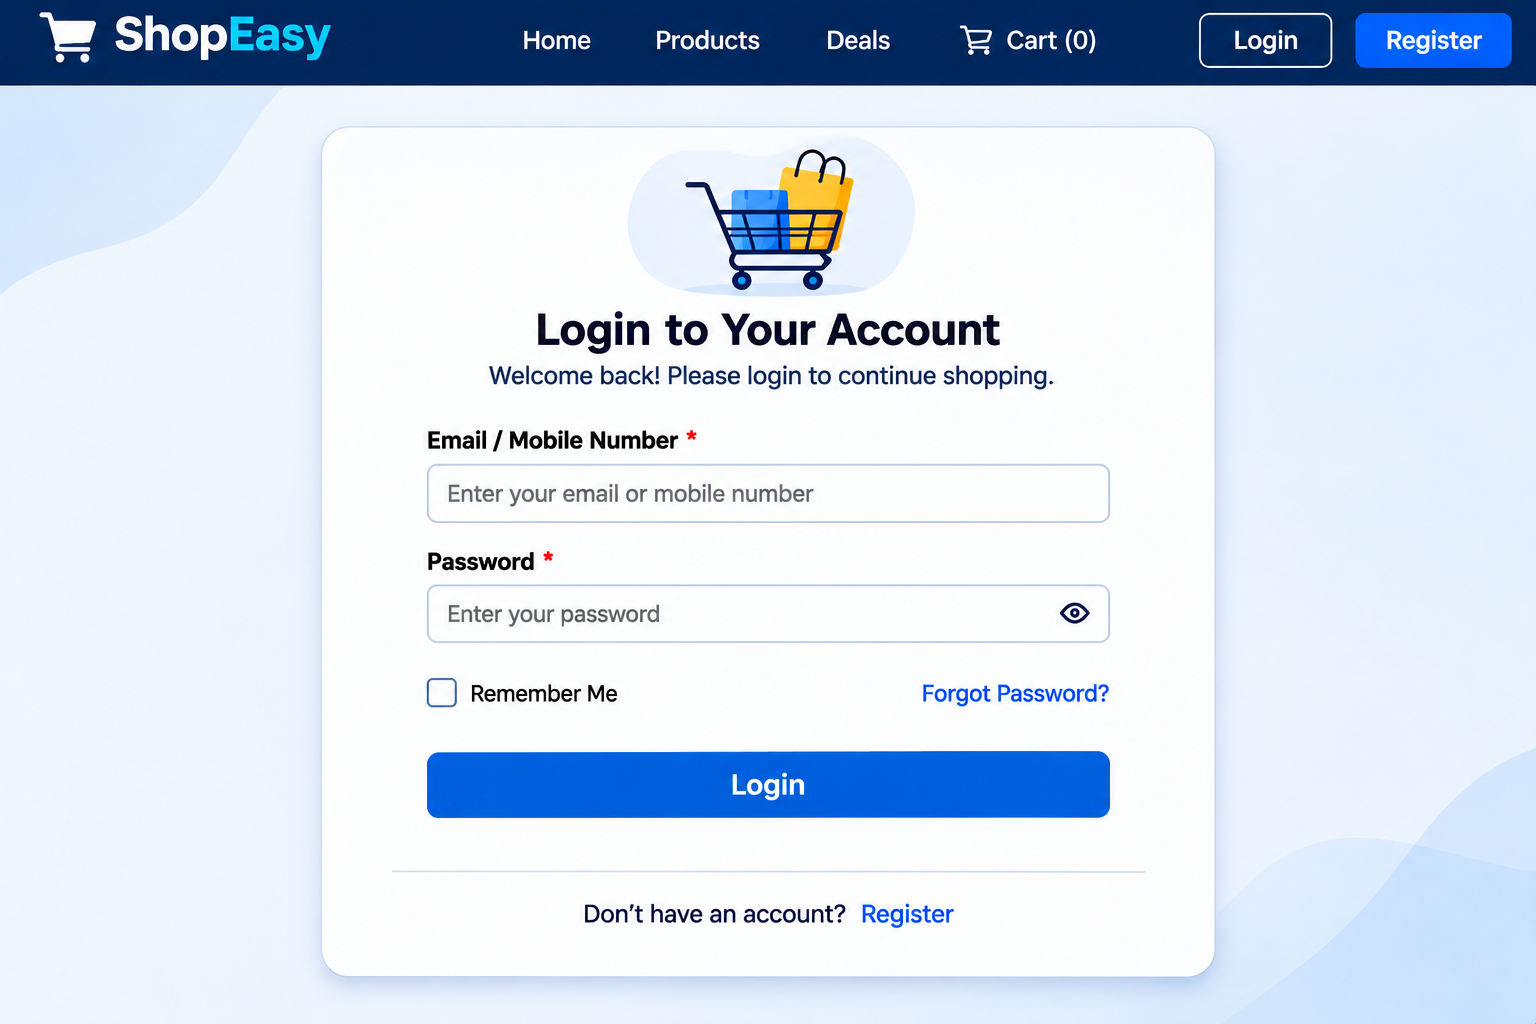 ShopEasy
Home
Products
Deals
Cart (0)
Login
Register
Login to Your Account
Welcome back! Please login to continue shopping.
Email / Mobile Number *
Enter your email or mobile number
Password *
Enter your password
Remember Me
Forgot Password?
Login
Don’t have an account? Register